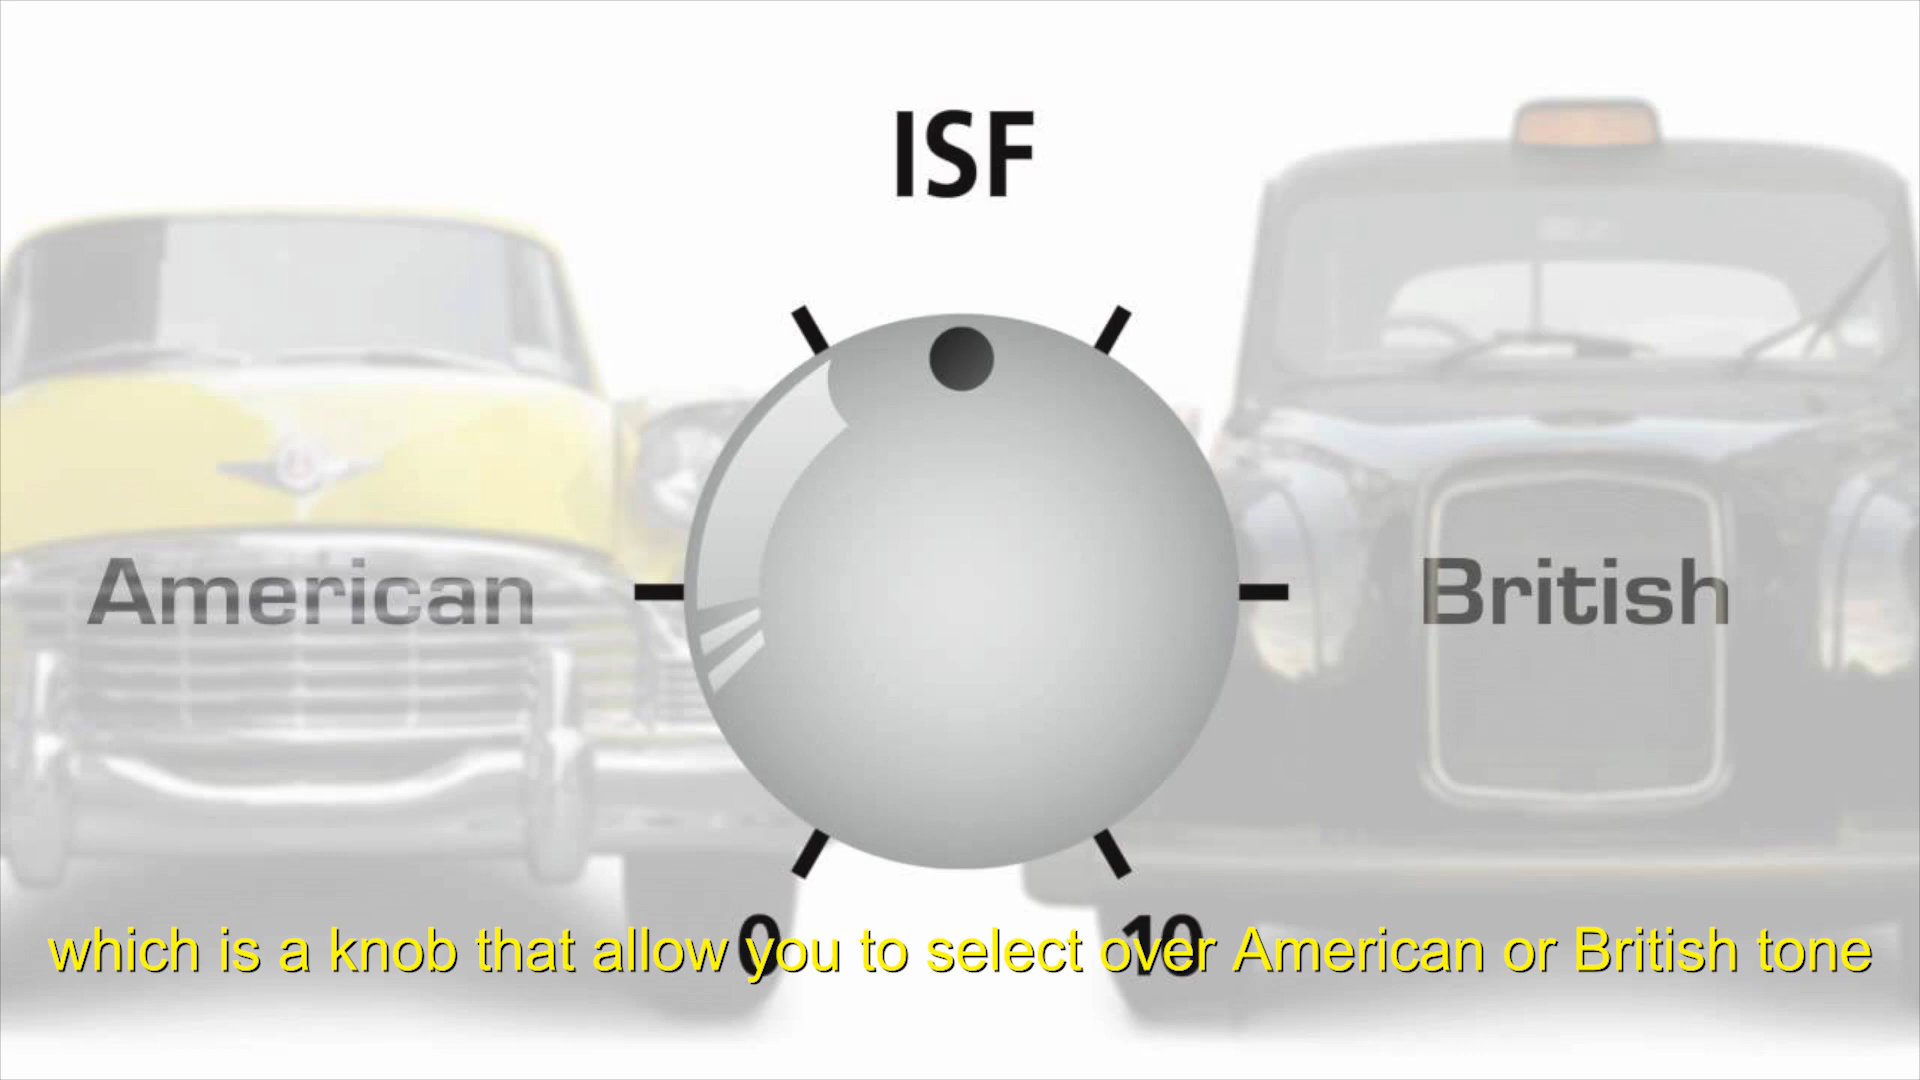 ISF
American
British
0
10
which is a knob that allow you to select over American or British tone